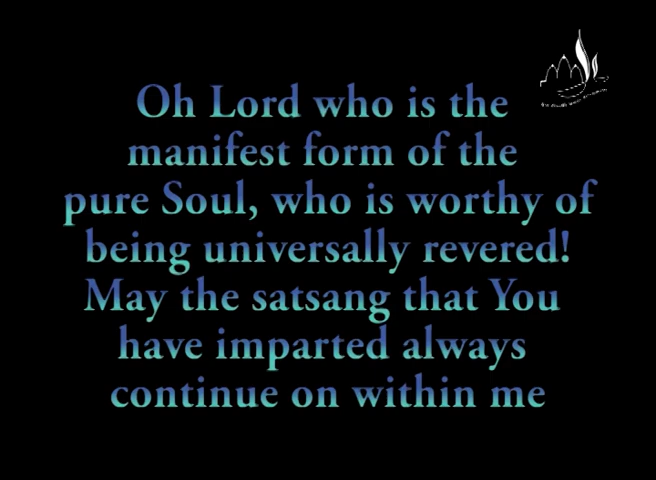 Oh Lord who is the
manifest form of the
pure Soul, who is worthy of
being universally revered!
May the satsang that You
have imparted always
continue on within me